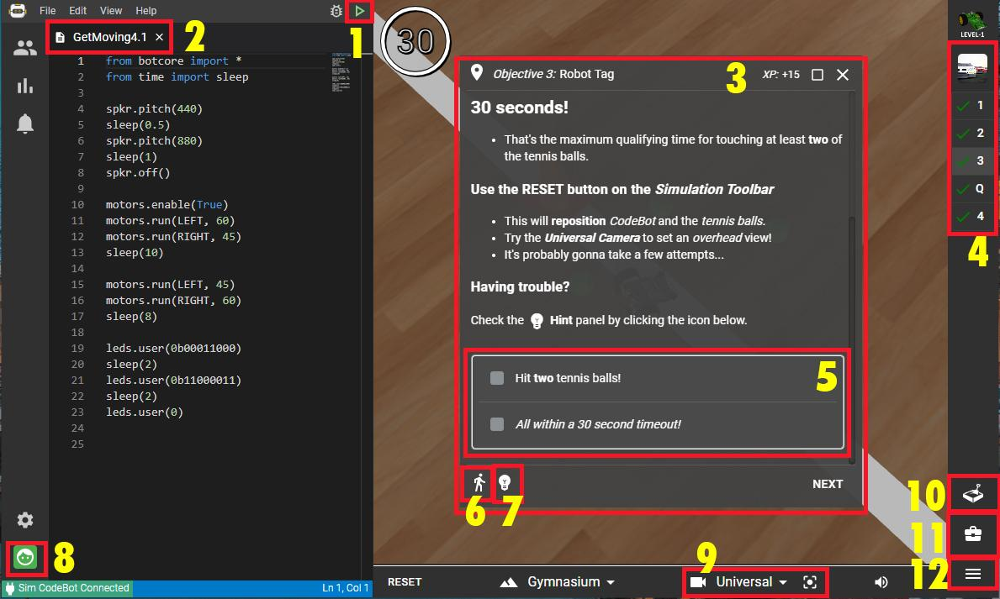 File Edit View Help
1
GetMoving4.1
2
1 from botcore import *
2 from time import sleep
3
4 spkr.pitch(440)
5 sleep(0.5)
6 spkr.pitch(880)
7 sleep(1)
8 spkr.off()
9
10 motors.enable(True)
11 motors.run(LEFT, 60)
12 motors.run(RIGHT, 45)
13 sleep(10)
14
15 motors.run(LEFT, 45)
16 motors.run(RIGHT, 60)
17 sleep(8)
18
19 leds.user(0b00011000)
20 sleep(2)
21 leds.user(0b11000011)
22 sleep(2)
23 leds.user(0)
24
25
8
Sim CodeBot Connected
Ln 1, Col 1
30
Objective 3: Robot Tag
3
XP: +15
30 seconds!
• That's the maximum qualifying time for touching at least two of
the tennis balls.
Use the RESET button on the Simulation Toolbar
• This will reposition CodeBot and the tennis balls.
• Try the Universal Camera to set an overhead view!
• It's probably gonna take a few attempts...
Having trouble?
Check the Hint panel by clicking the icon below.
Hit two tennis balls!
5
All within a 30 second timeout!
6
7
NEXT
RESET
Gymnasium
9
Universal
LEVEL-1
1
2
3
Q
4
4
10
11
12